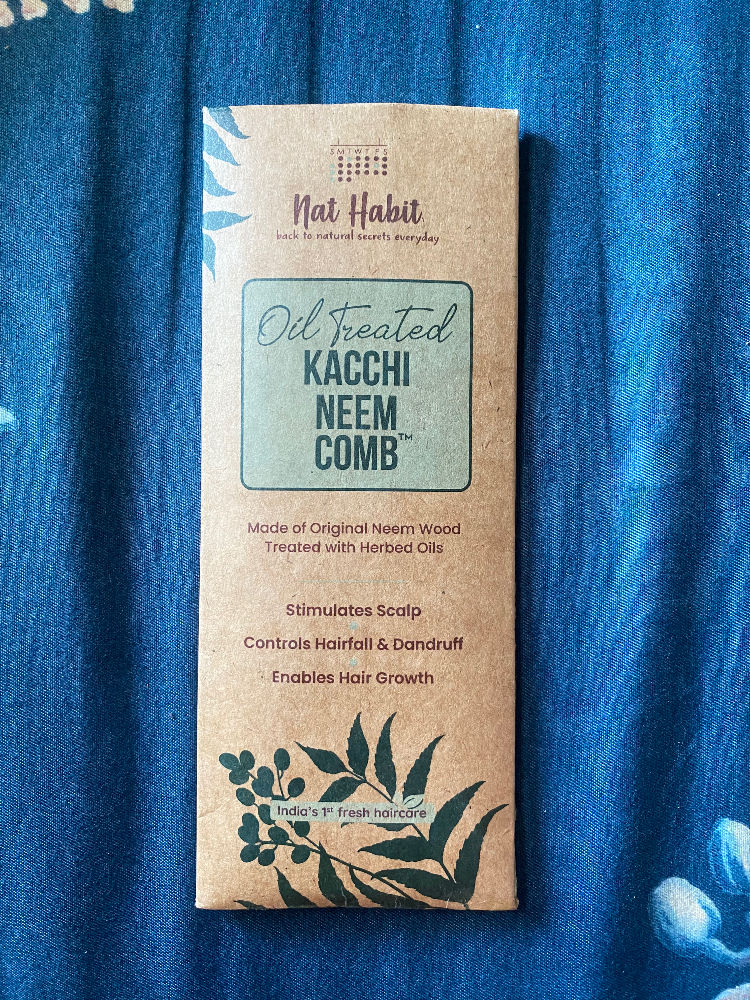 S M T W T F S
Nat Habit
back to natural secrets everyday
Oil Treated
KACCHI
NEEM
COMB™
Made of Original Neem Wood
Treated with Herbed Oils
Stimulates Scalp
Controls Hairfall & Dandruff
Enables Hair Growth
India's 1st fresh haircare